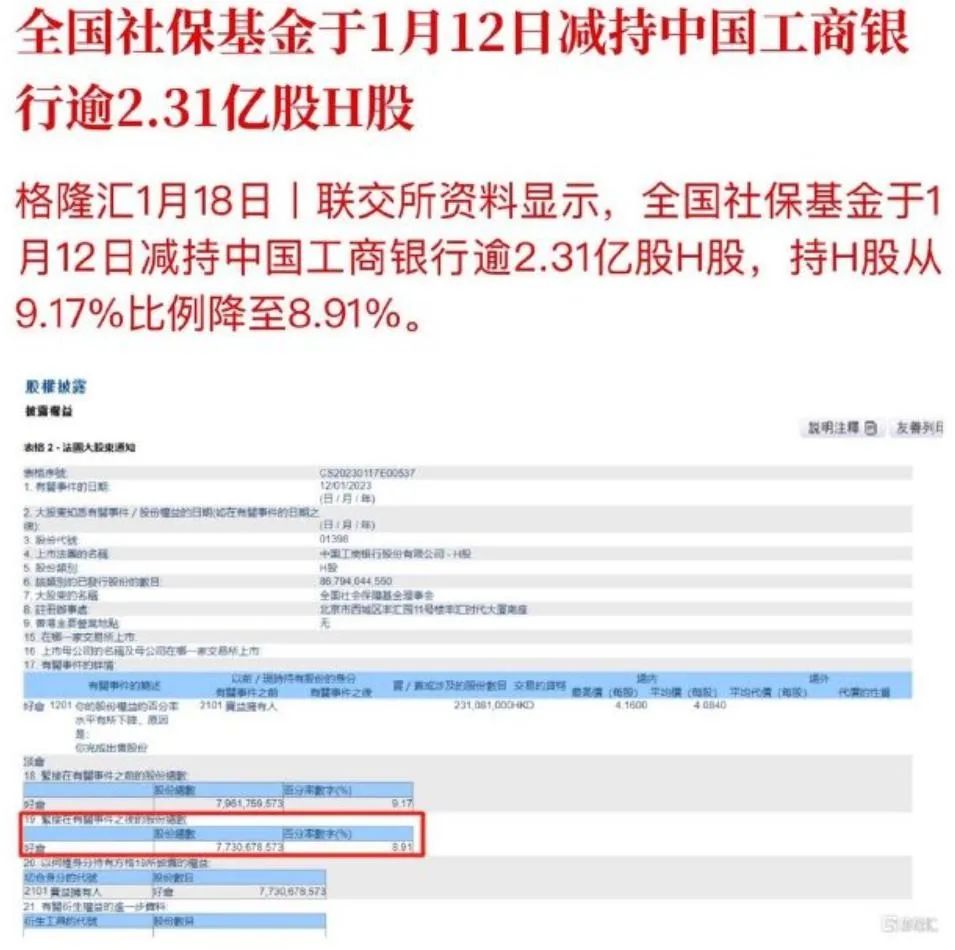 全国社保基金于1月12日减持中国工商银
行逾2.31亿股H股
格隆汇1月18日｜联交所资料显示，全国社保基金于1
月12日减持中国工商银行逾2.31亿股H股，持H股从
9.17%比例降至8.91%。
股權披露
披露權益
説明注釋 友善列印
表格 2 - 法團大股東通知
表格序號 CS20230117E00537
1. 有關事件的日期 12/01/2023
(日 / 月 / 年)
2. 大股東知悉有關事件 / 股份權益的日期(如在有關事件的日期之
後): (日 / 月 / 年)
3. 股份代號 01398
4. 上市法團的名稱 中国工商银行股份有限公司 - H股
5. 股份類別 H股
6. 該類別的已發行股份的數目 86,794,044,550
7. 大股東的名稱 全国社会保障基金理事会
8. 註冊辦事處 北京市西城区丰汇园11号楼丰汇时代大厦南座
9. 香港主要營業地點 无
15. 在哪一家交易所上市
16. 上市母公司的名稱及母公司在哪一家交易所上市
17. 有關事件的詳情
有關事件的概述 以前 / 現時持有股份的身分 買 / 賣或涉及的股份數目 交易的貨幣 場內 場外
有關事件之前 有關事件之後 最高價（每股） 平均價（每股） 平均代價（每股） 代價的性質
好倉 1201 你的股份權益的百分率 2101 實益擁有人 231,081,000HKD 4.1600 4.0840
水平有所下降，原因
是:
你完成出售股份
淡倉
18. 緊接在有關事件之前的股份總數
股份總數 百分率數字(%)
好倉 7,961,759,573 9.17
19. 緊接在有關事件之後的股份總數
股份總數 百分率數字(%)
好倉 7,730,678,573 8.91
20. 以何種身分持有方格19所披露的權益
切合身分的代號 股份數目
2101 實益擁有人 好倉 7,730,678,573
21. 有關衍生權益的進一步資料
衍生工具的代號 股份數目